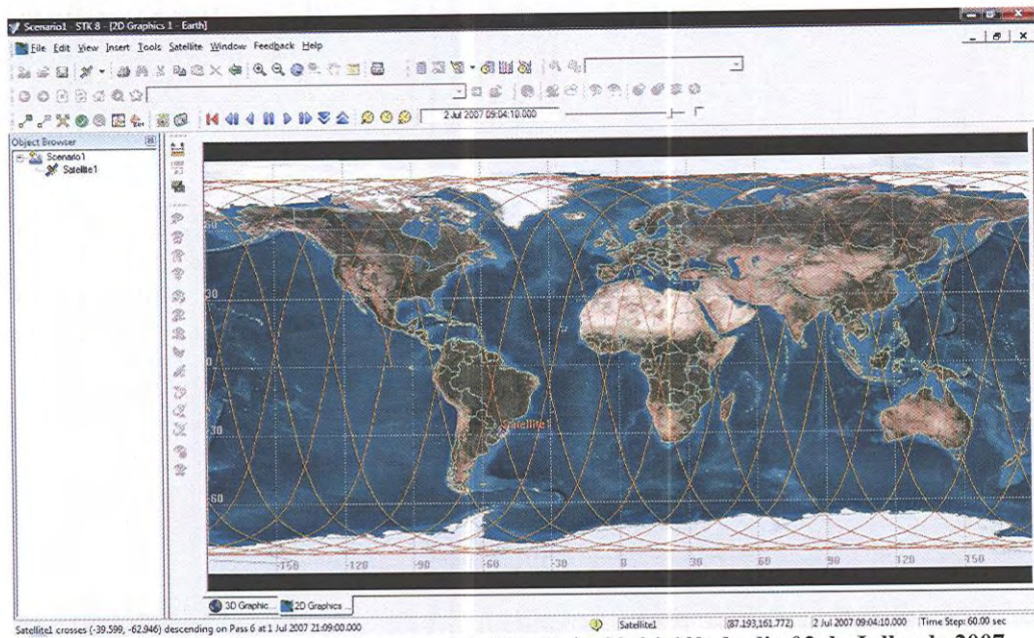 Scenario1 - STK 8 - [2D Graphics 1 - Earth]
File Edit View Insert Tools Satellite Window Feedback Help
2 Jul 2007 09:04:10.000
Object Browser
Scenario1
Satellite1
30
0
30
-60
Satellite1
-150 -120 -90 -60 -30 0 30 60 90 120 150
3D Graphic... 2D Graphics ...
Satellite1 crosses (-39.599, -62.946) descending on Pass 6 at 1 Jul 2007 21:09:00.000 Satellite1 (87.193,161.772) 2 Jul 2007 09:04:10.000 Time Step: 60.00 sec